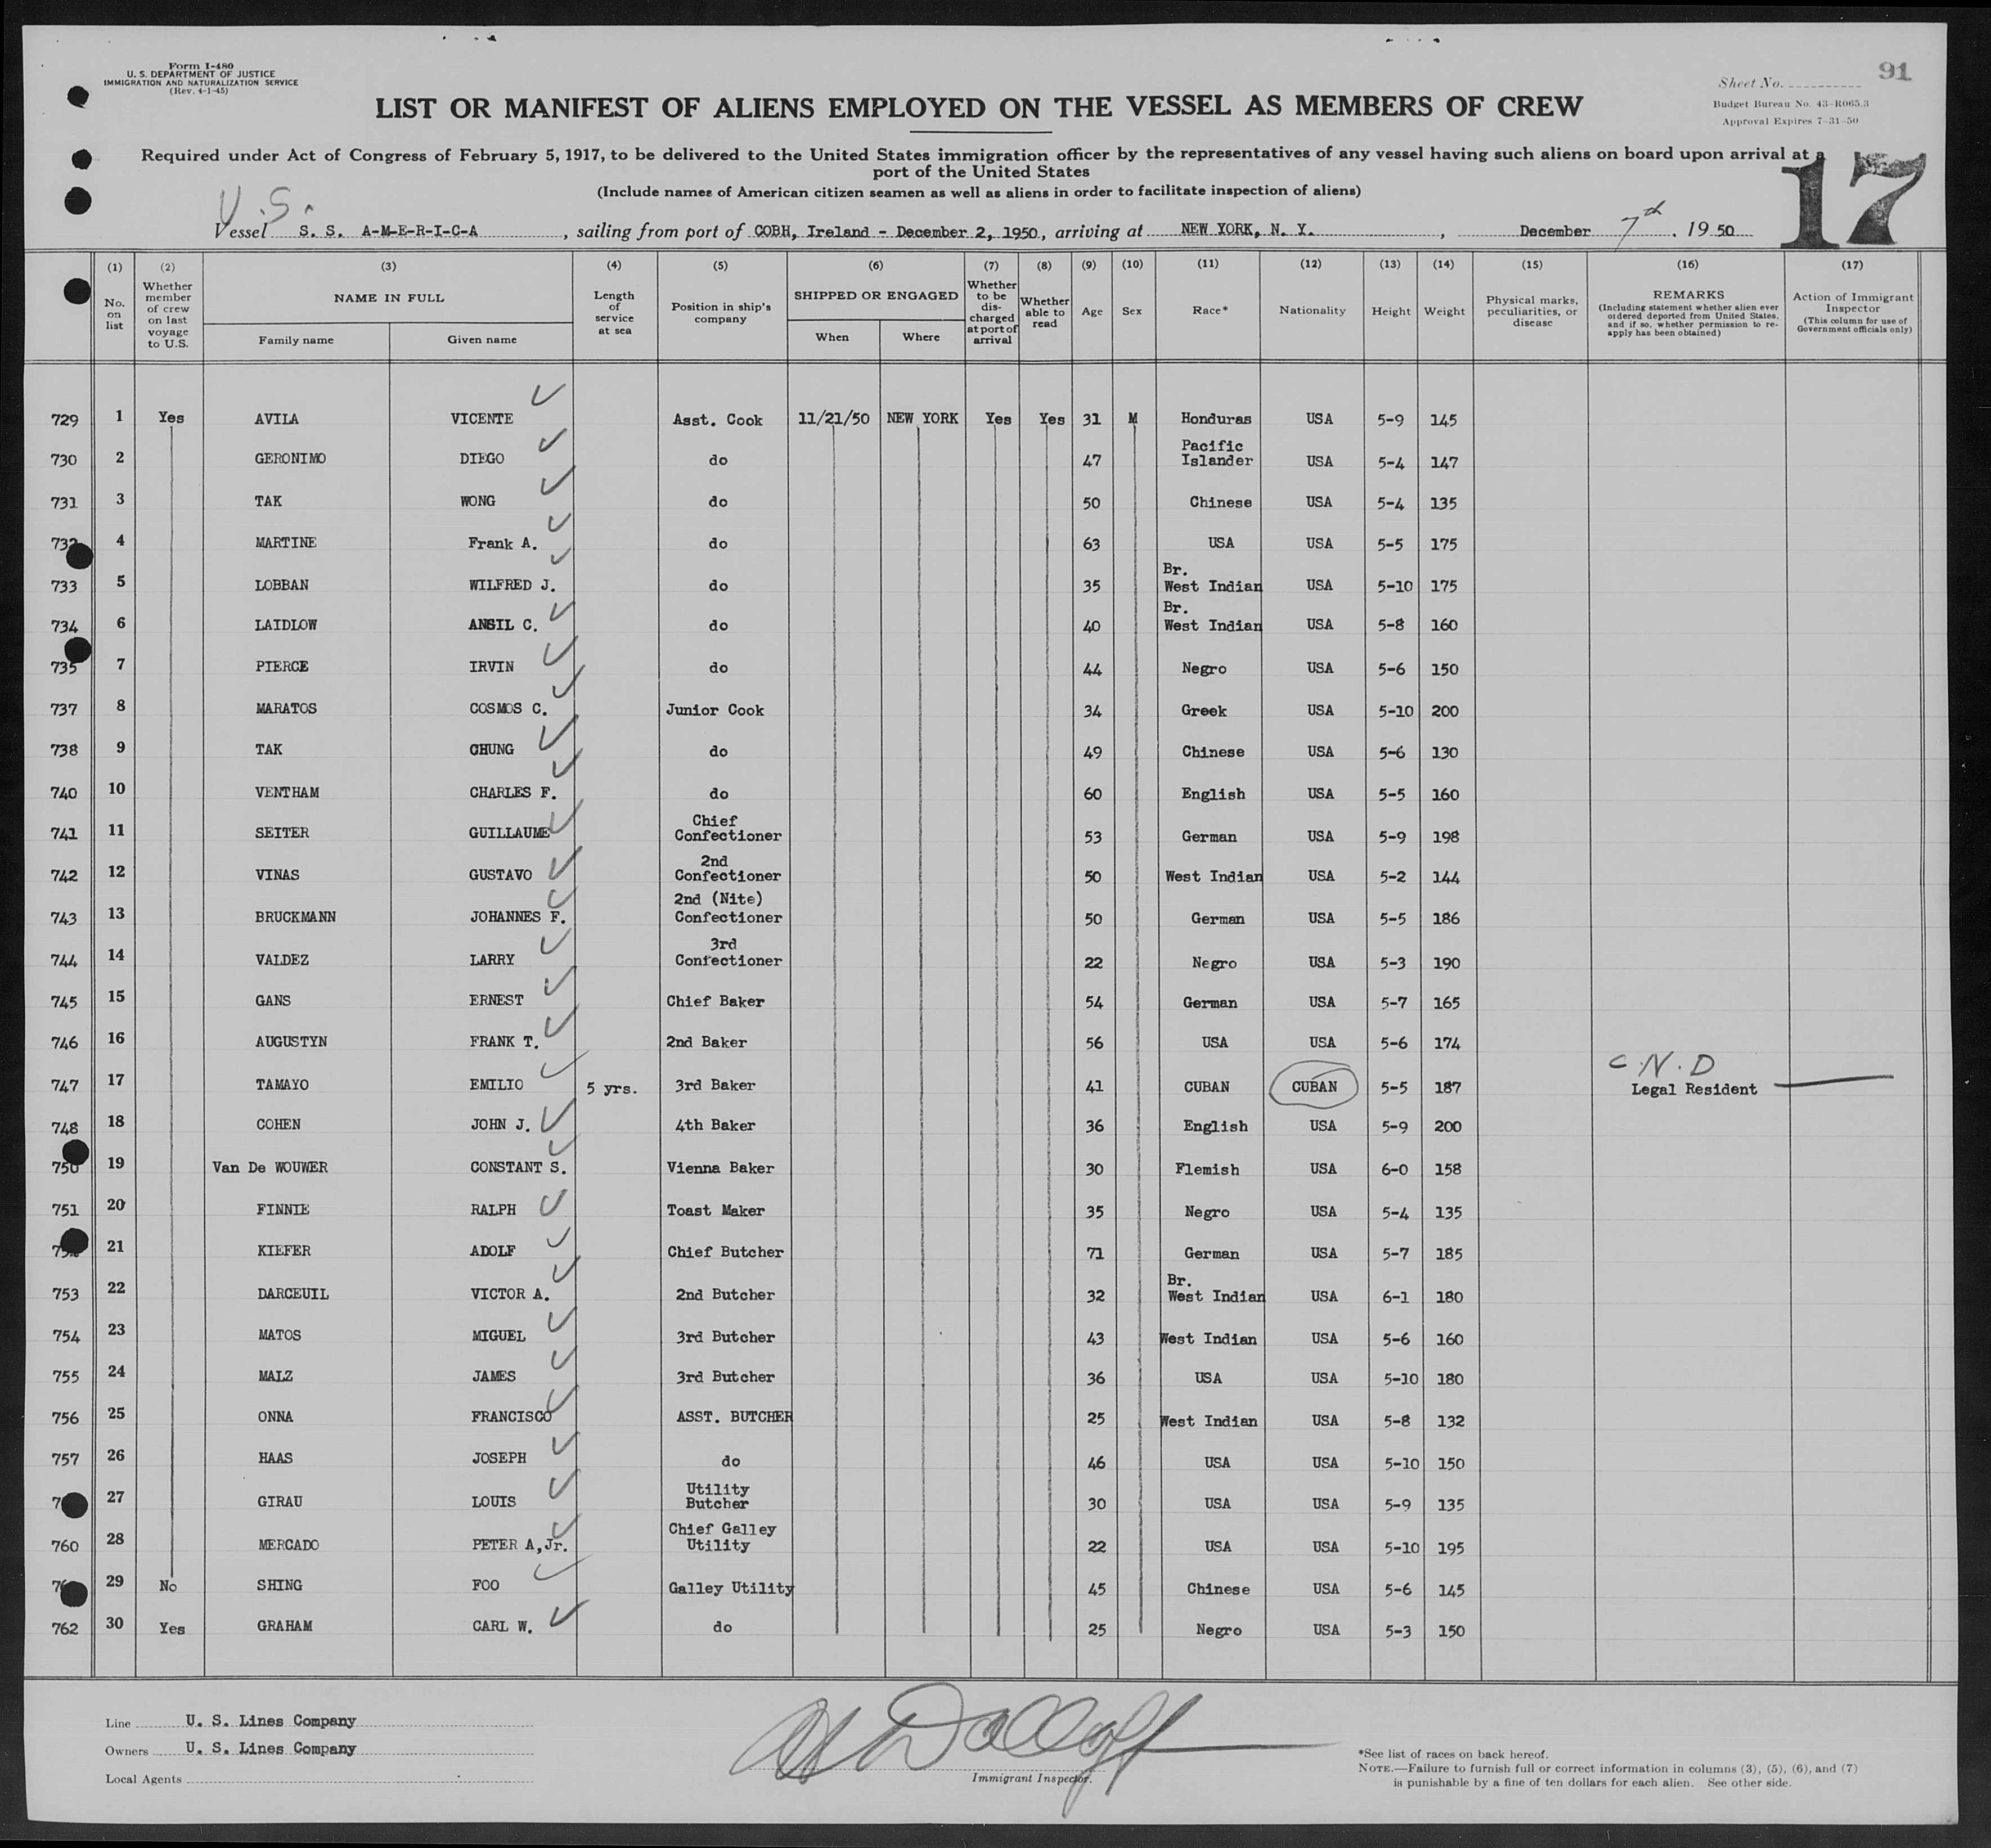 Form I-480
U. S. DEPARTMENT OF JUSTICE
IMMIGRATION AND NATURALIZATION SERVICE
(Rev. 4-1-45)
Sheet No. 91
Budget Bureau No. 43-R065.3
Approval Expires 7-31-50
LIST OR MANIFEST OF ALIENS EMPLOYED ON THE VESSEL AS MEMBERS OF CREW
Required under Act of Congress of February 5, 1917, to be delivered to the United States immigration officer by the representatives of any vessel having such aliens on board upon arrival at a
port of the United States
(Include names of American citizen seamen as well as aliens in order to facilitate inspection of aliens)
17
U.S.
Vessel S. S. A-M-E-R-I-C-A, sailing from port of COBH, Ireland - December 2, 1950, arriving at NEW YORK, N. Y., December 7th, 19 50
(1) No. on list
(2) Whether member of crew on last voyage to U.S.
(3) NAME IN FULL
Family name Given name
(4) Length of service at sea
(5) Position in ship's company
(6) SHIPPED OR ENGAGED
When Where
(7) Whether to be discharged at port of arrival
(8) Whether able to read
(9) Age
(10) Sex
(11) Race*
(12) Nationality
(13) Height
(14) Weight
(15) Physical marks, peculiarities, or disease
(16) REMARKS (Including statement whether alien ever ordered deported from United States, and if so, whether permission to re-apply has been obtained)
(17) Action of Immigrant Inspector (This column for use of Government officials only)
729 1 Yes AVILA VICENTE Asst. Cook 11/21/50 NEW YORK Yes Yes 31 M Honduras USA 5-9 145
730 2 GERONIMO DIEGO do 47 Pacific Islander USA 5-4 147
731 3 TAK WONG do 50 Chinese USA 5-4 135
732 4 MARTINE Frank A. do 63 USA USA 5-5 175
733 5 LOBBAN WILFRED J. do 35 Br. West Indian USA 5-10 175
734 6 LAIDLOW ANSIL C. do 40 Br. West Indian USA 5-8 160
735 7 PIERCE IRVIN do 44 Negro USA 5-6 150
737 8 MARATOS COSMOS C. Junior Cook 34 Greek USA 5-10 200
738 9 TAK CHUNG do 49 Chinese USA 5-6 130
740 10 VENTHAM CHARLES F. do 60 English USA 5-5 160
741 11 SEITER GUILLAUME Chief Confectioner 53 German USA 5-9 198
742 12 VINAS GUSTAVO 2nd Confectioner 50 West Indian USA 5-2 144
743 13 BRUCKMANN JOHANNES F. 2nd (Nite) Confectioner 50 German USA 5-5 186
744 14 VALDEZ LARRY 3rd Confectioner 22 Negro USA 5-3 190
745 15 GANS ERNEST Chief Baker 54 German USA 5-7 165
746 16 AUGUSTYN FRANK T. 2nd Baker 56 USA USA 5-6 174
747 17 TAMAYO EMILIO 5 yrs. 3rd Baker 41 CUBAN CUBAN 5-5 187 C.N.D Legal Resident
748 18 COHEN JOHN J. 4th Baker 36 English USA 5-9 200
750 19 Van De WOUWER CONSTANT S. Vienna Baker 30 Flemish USA 6-0 158
751 20 FINNIE RALPH Toast Maker 35 Negro USA 5-4 135
21 KIEFER ADOLF Chief Butcher 71 German USA 5-7 185
753 22 DARCEUIL VICTOR A. 2nd Butcher 32 Br. West Indian USA 6-1 180
754 23 MATOS MIGUEL 3rd Butcher 43 West Indian USA 5-6 160
755 24 MALZ JAMES 3rd Butcher 36 USA USA 5-10 180
756 25 ONNA FRANCISCO ASST. BUTCHER 25 West Indian USA 5-8 132
757 26 HAAS JOSEPH do 46 USA USA 5-10 150
27 GIRAU LOUIS Utility Butcher 30 USA USA 5-9 135
760 28 MERCADO PETER A, Jr. Chief Galley Utility 22 USA USA 5-10 195
29 No SHING FOO Galley Utility 45 Chinese USA 5-6 145
762 30 Yes GRAHAM CARL W. do 25 Negro USA 5-3 150
Line U. S. Lines Company
Owners U. S. Lines Company
Local Agents
Immigrant Inspector.
*See list of races on back hereof.
NOTE.—Failure to furnish full or correct information in columns (3), (5), (6), and (7)
is punishable by a fine of ten dollars for each alien. See other side.